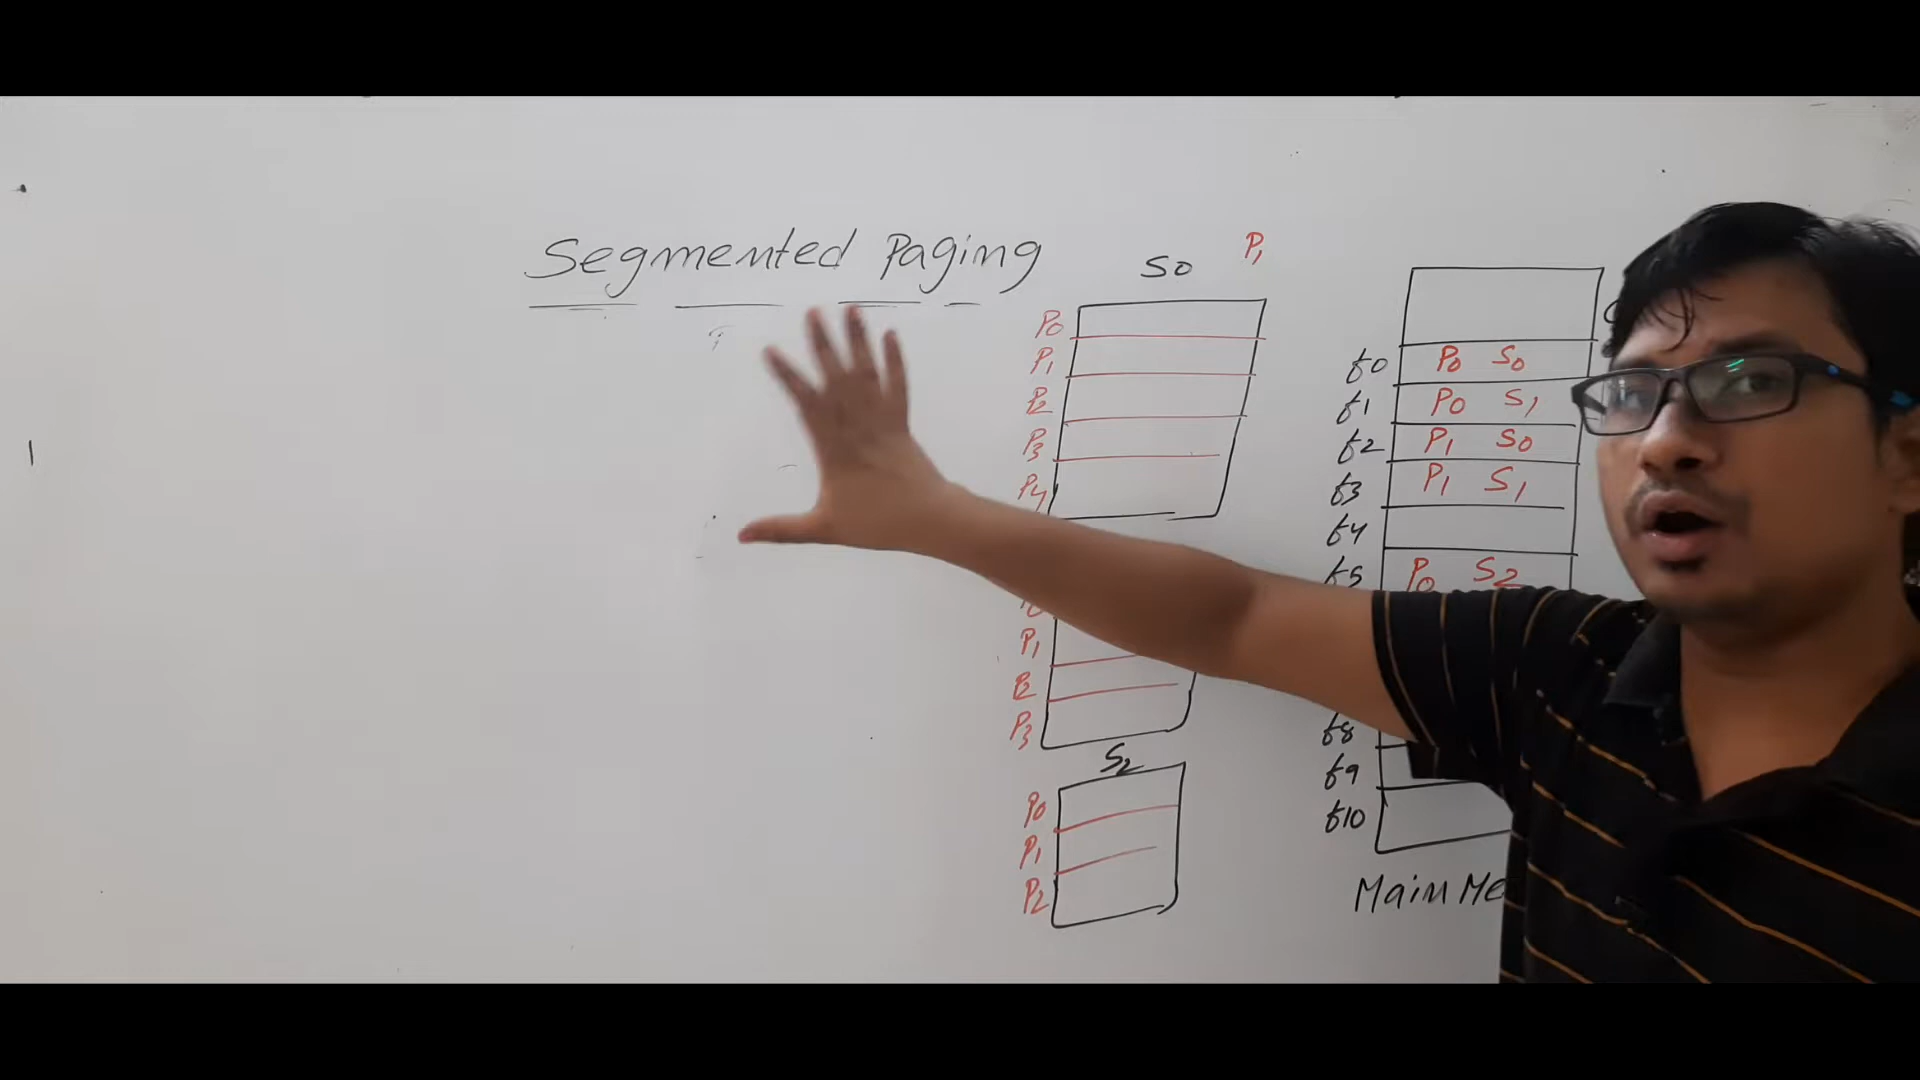 Segmented Paging
S0
P1
P0
P1
P2
P3
P4
P1
P2
P3
S2
P0
P1
P2
f0 P0 S0
f1 P0 S1
f2 P1 S0
f3 P1 S1
f4
f5 P0 S2
f8
f9
f10
Main